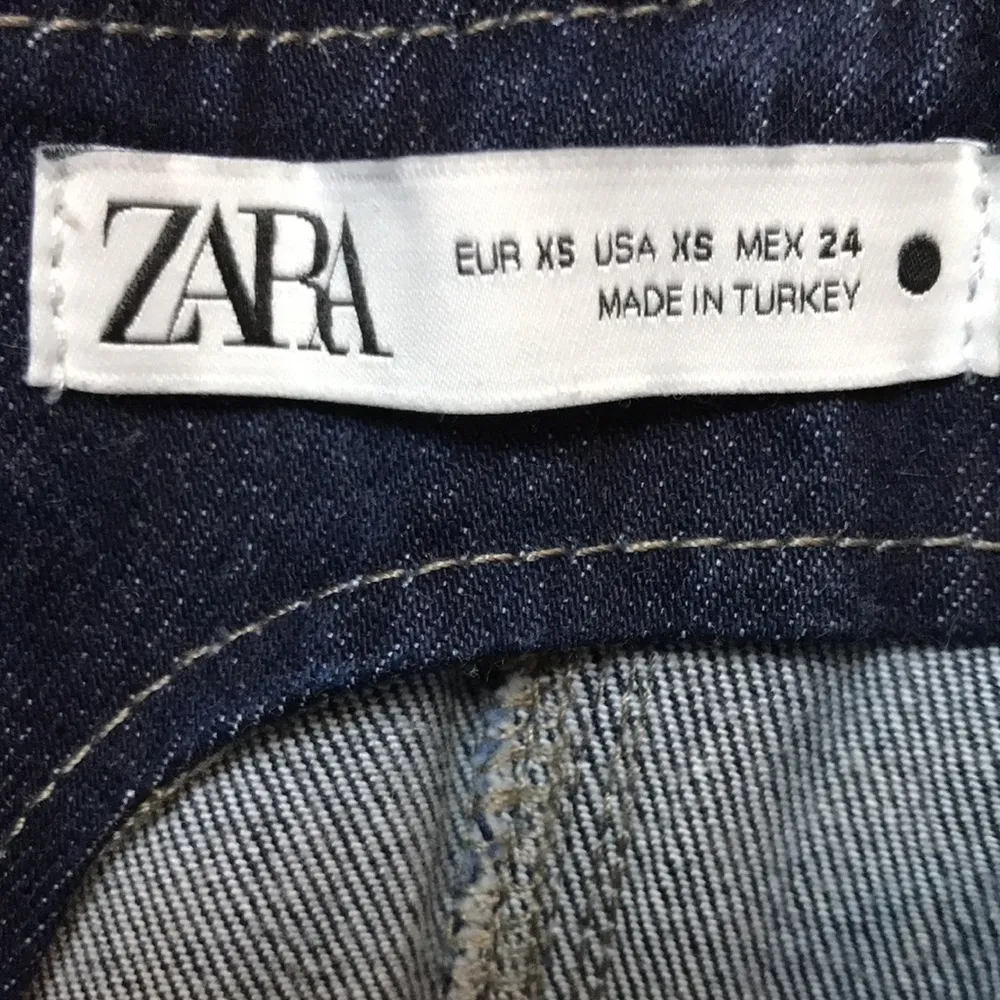 ZARA
EUR XS USA XS MEX 24
MADE IN TURKEY